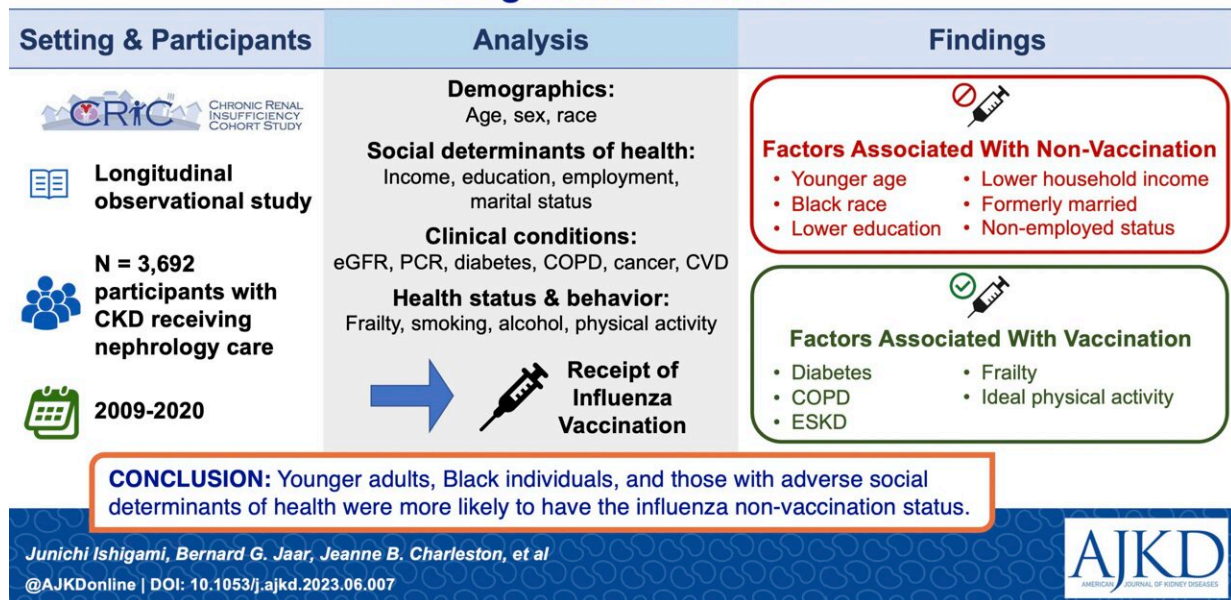 Setting & Participants
CRIC
CHRONIC RENAL
INSUFFICIENCY
COHORT STUDY
Longitudinal
observational study
N = 3,692
participants with
CKD receiving
nephrology care
2009-2020
Analysis
Demographics:
Age, sex, race
Social determinants of health:
Income, education, employment,
marital status
Clinical conditions:
eGFR, PCR, diabetes, COPD, cancer, CVD
Health status & behavior:
Frailty, smoking, alcohol, physical activity
Receipt of
Influenza
Vaccination
Findings
Factors Associated With Non-Vaccination
• Younger age
• Black race
• Lower education
• Lower household income
• Formerly married
• Non-employed status
Factors Associated With Vaccination
• Diabetes
• COPD
• ESKD
• Frailty
• Ideal physical activity
CONCLUSION: Younger adults, Black individuals, and those with adverse social
determinants of health were more likely to have the influenza non-vaccination status.
Junichi Ishigami, Bernard G. Jaar, Jeanne B. Charleston, et al
@AJKDonline | DOI: 10.1053/j.ajkd.2023.06.007
AJKD
AMERICAN JOURNAL OF KIDNEY DISEASES